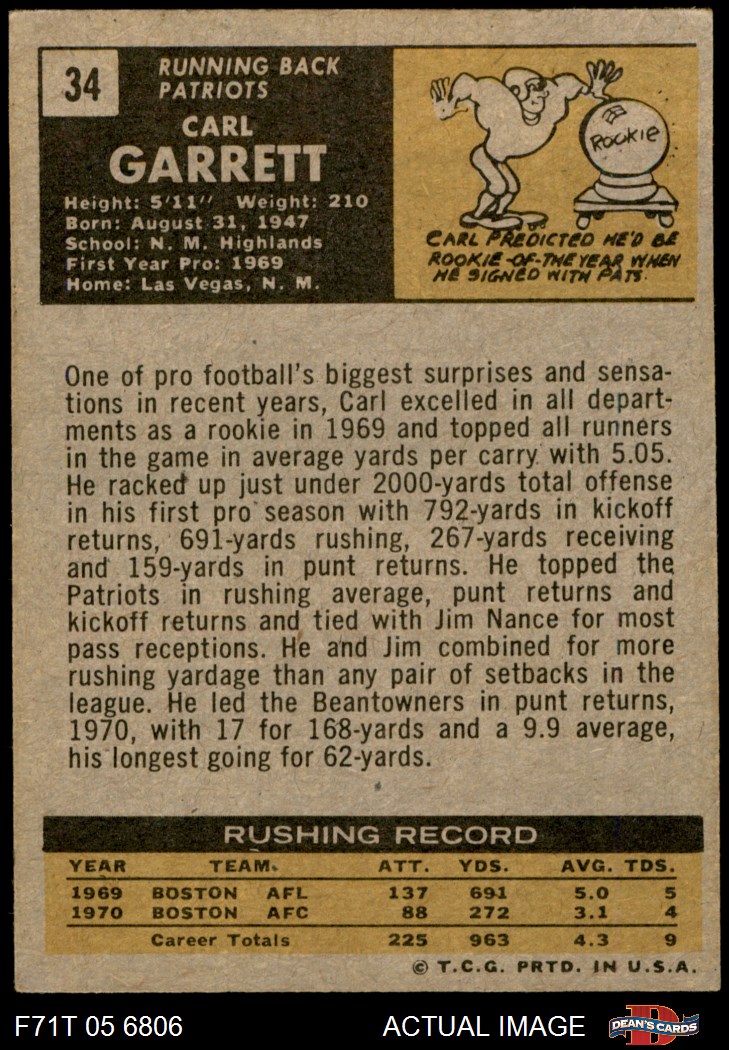 34
RUNNING BACK
PATRIOTS
CARL
GARRETT
Height: 5'11" Weight: 210
Born: August 31, 1947
School: N. M. Highlands
First Year Pro: 1969
Home: Las Vegas, N. M.
ROOKIE
CARL PREDICTED HE'D BE
ROOKIE-OF-THE YEAR WHEN
HE SIGNED WITH PATS.
One of pro football's biggest surprises and sensa-
tions in recent years, Carl excelled in all depart-
ments as a rookie in 1969 and topped all runners
in the game in average yards per carry with 5.05.
He racked up just under 2000-yards total offense
in his first pro season with 792-yards in kickoff
returns, 691-yards rushing, 267-yards receiving
and 159-yards in punt returns. He topped the
Patriots in rushing average, punt returns and
kickoff returns and tied with Jim Nance for most
pass receptions. He and Jim combined for more
rushing yardage than any pair of setbacks in the
league. He led the Beantowners in punt returns,
1970, with 17 for 168-yards and a 9.9 average,
his longest going for 62-yards.
RUSHING RECORD
YEAR TEAM. ATT. YDS. AVG. TDS.
1969 BOSTON AFL 137 691 5.0 5
1970 BOSTON AFC 88 272 3.1 4
Career Totals 225 963 4.3 9
© T.C.G. PRTD. IN U.S.A.
F71T 05 6806 ACTUAL IMAGE D DEAN'S CARDS